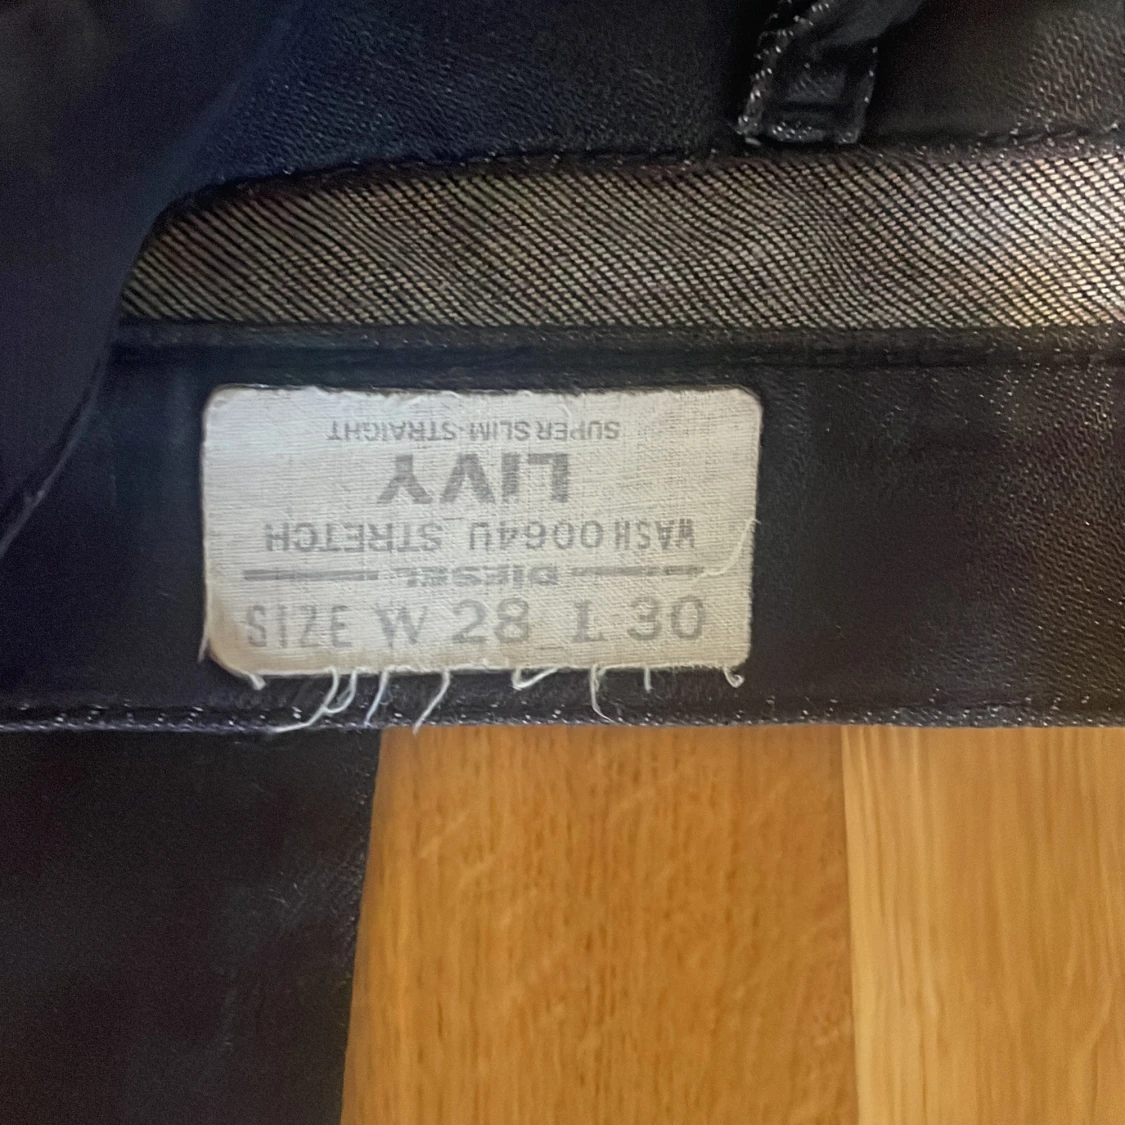 SUPER SLIM-STRAIGHT
LIVY
WASH 0064U STRETCH
DIESEL
SIZE W 28 L 30